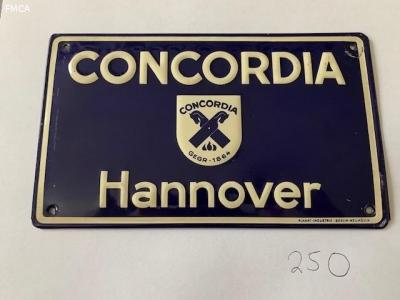 FMCA
CONCORDIA
CONCORDIA
GEGR · 1864
Hannover
250